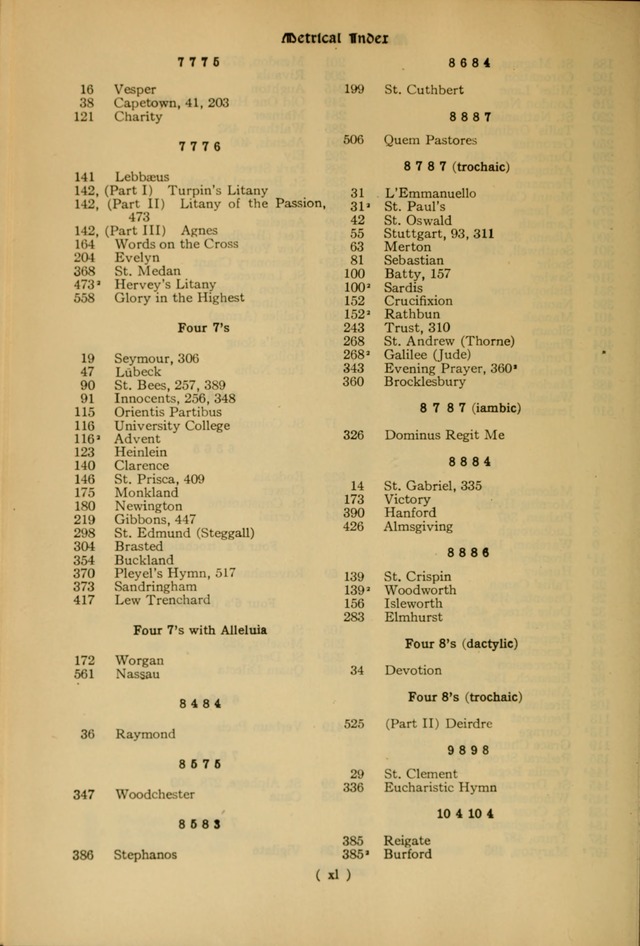 Metrical Index
7 7 7 5
16 Vesper
38 Capetown, 41, 203
121 Charity
7 7 7 6
141 Lebbæus
142, (Part I) Turpin's Litany
142, (Part II) Litany of the Passion,
473
142, (Part III) Agnes
164 Words on the Cross
204 Evelyn
368 St. Medan
473² Hervey's Litany
558 Glory in the Highest
Four 7's
19 Seymour, 306
47 Lübeck
90 St. Bees, 257, 389
91 Innocents, 256, 348
115 Orientis Partibus
116 University College
116² Advent
123 Heinlein
140 Clarence
146 St. Prisca, 409
175 Monkland
180 Newington
219 Gibbons, 447
298 St. Edmund (Steggall)
304 Brasted
354 Buckland
370 Pleyel's Hymn, 517
373 Sandringham
417 Lew Trenchard
Four 7's with Alleluia
172 Worgan
561 Nassau
8 4 8 4
36 Raymond
8 5 7 5
347 Woodchester
8 5 8 3
386 Stephanos
8 6 8 4
199 St. Cuthbert
8 8 8 7
506 Quem Pastores
8 7 8 7 (trochaic)
31 L'Emmanuello
31² St. Paul's
42 St. Oswald
55 Stuttgart, 93, 311
63 Merton
81 Sebastian
100 Batty, 157
100² Sardis
152 Crucifixion
152² Rathbun
243 Trust, 310
268 St. Andrew (Thorne)
268² Galilee (Jude)
343 Evening Prayer, 360²
360 Brocklesbury
8 7 8 7 (iambic)
326 Dominus Regit Me
8 8 8 4
14 St. Gabriel, 335
173 Victory
390 Hanford
426 Almsgiving
8 8 8 6
139 St. Crispin
139² Woodworth
156 Isleworth
283 Elmhurst
Four 8's (dactylic)
34 Devotion
Four 8's (trochaic)
525 (Part II) Deirdre
9 8 9 8
29 St. Clement
336 Eucharistic Hymn
10 4 10 4
385 Reigate
385² Burford
( xl )